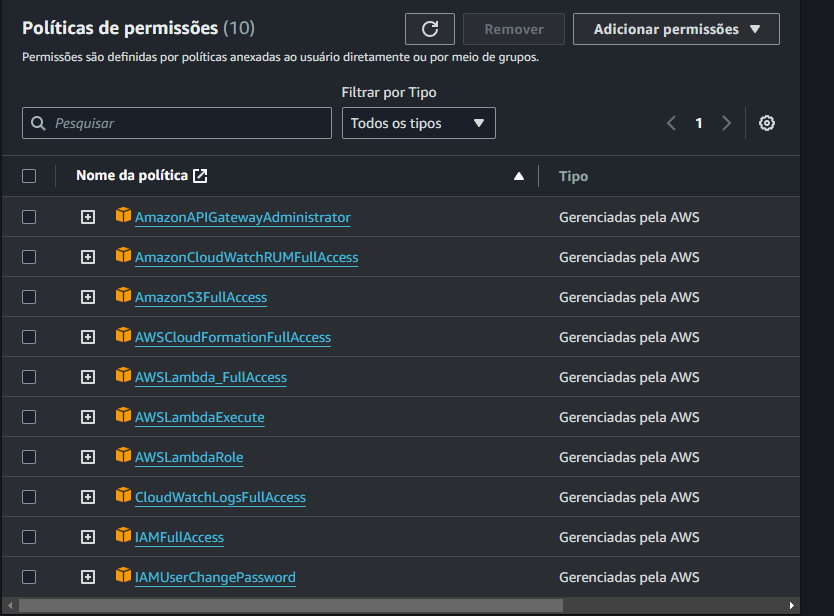 Políticas de permissões (10)
Remover
Adicionar permissões
Permissões são definidas por políticas anexadas ao usuário diretamente ou por meio de grupos.
Filtrar por Tipo
Pesquisar
Todos os tipos
1
Nome da política
Tipo
AmazonAPIGatewayAdministrator Gerenciadas pela AWS
AmazonCloudWatchRUMFullAccess Gerenciadas pela AWS
AmazonS3FullAccess Gerenciadas pela AWS
AWSCloudFormationFullAccess Gerenciadas pela AWS
AWSLambda_FullAccess Gerenciadas pela AWS
AWSLambdaExecute Gerenciadas pela AWS
AWSLambdaRole Gerenciadas pela AWS
CloudWatchLogsFullAccess Gerenciadas pela AWS
IAMFullAccess Gerenciadas pela AWS
IAMUserChangePassword Gerenciadas pela AWS